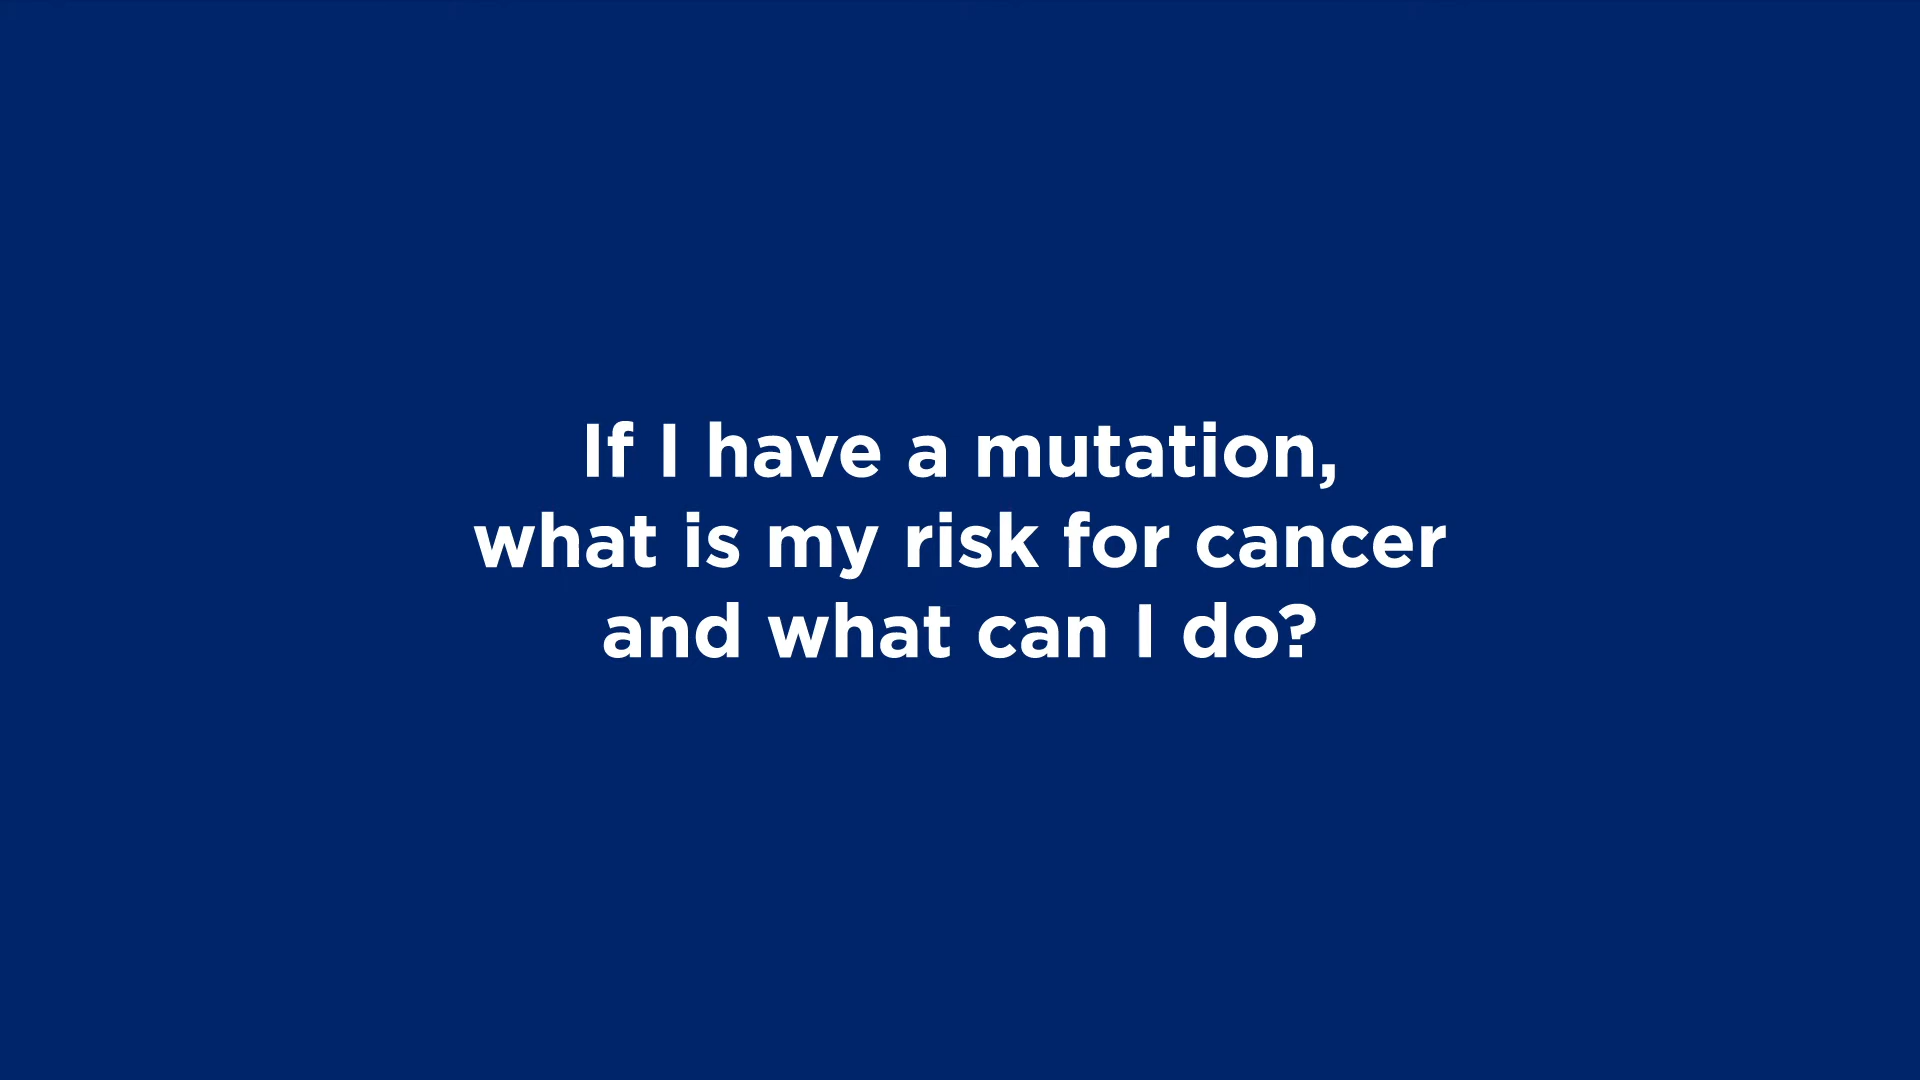 If I have a mutation,
what is my risk for cancer
and what can I do?